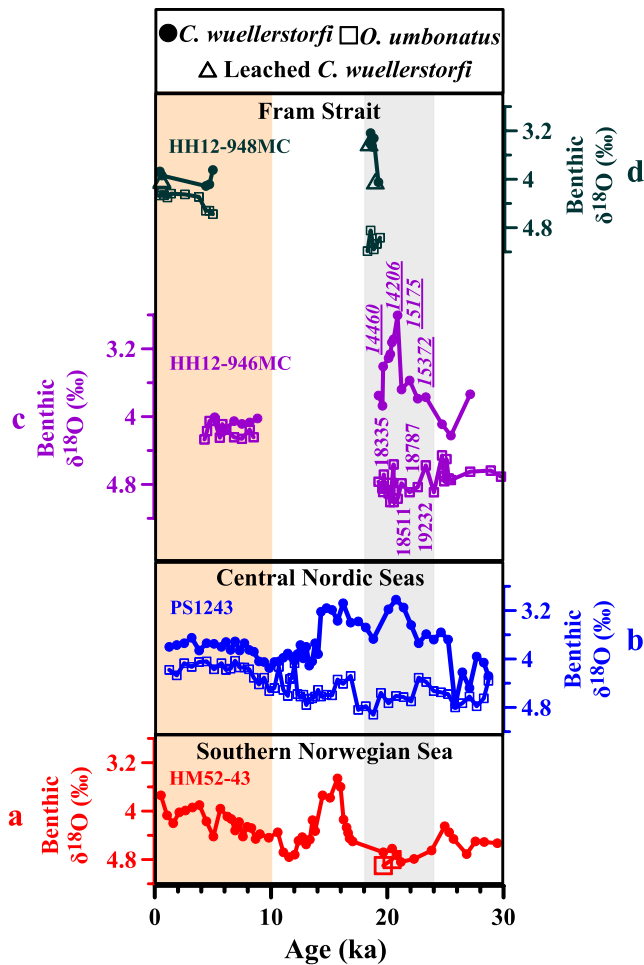 C. wuellerstorfi O. umbonatus
Leached C. wuellerstorfi
Fram Strait
HH12-948MC
3.2
4
4.8
Benthic
δ18O (‰)
d
14460
14206
15175
15372
3.2
4
4.8
Benthic
δ18O (‰)
c
HH12-946MC
18335
18511
18787
19232
Central Nordic Seas
PS1243
3.2
4
4.8
Benthic
δ18O (‰)
b
Southern Norwegian Sea
HM52-43
3.2
4
4.8
Benthic
δ18O (‰)
a
0 10 20 30
Age (ka)